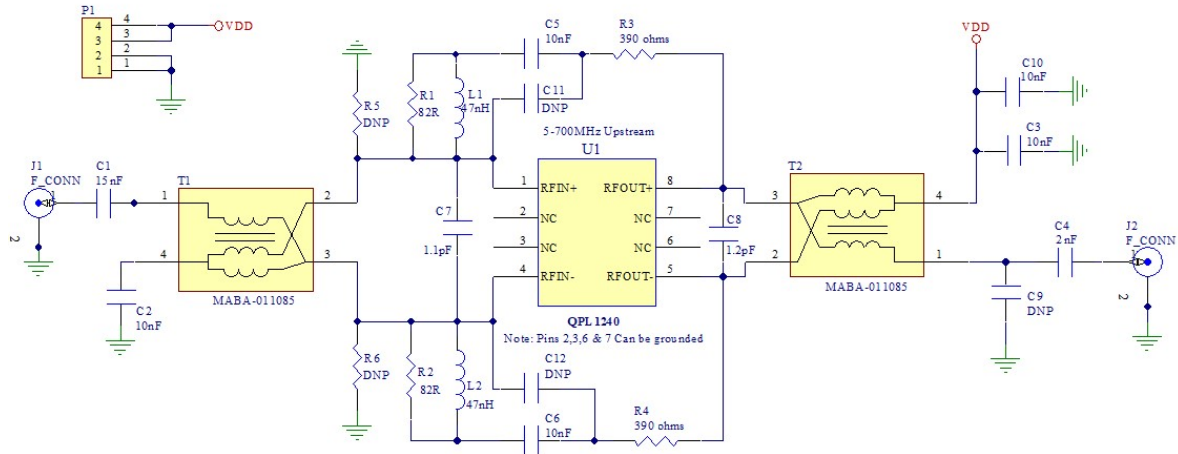 P1
4
3
2
1
4
3
2
1
VDD
C5
10nF
R3
390 ohms
VDD
C10
10nF
C3
10nF
R5
DNP
R1
82R
L1
47nH
C11
DNP
5-700MHz Upstream
U1
J1
F_CONN
1
2
C1
15nF
T1
1
2
4
3
MABA-011085
C2
10nF
C7
1.1pF
1
RFIN+
RFOUT+
8
2
NC
NC
7
3
NC
NC
6
4
RFIN-
RFOUT-
5
QPL1240
Note: Pins 2,3,6 & 7 Can be grounded
C8
1.2pF
T2
3
4
2
1
MABA-011085
C4
2nF
J2
F_CONN
1
2
C9
DNP
R6
DNP
R2
82R
L2
47nH
C12
DNP
C6
10nF
R4
390 ohms